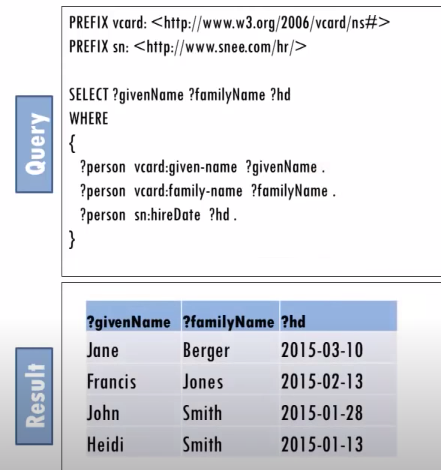 PREFIX vcard: <http://www.w3.org/2006/vcard/ns#>
PREFIX sn: <http://www.snee.com/hr/>
SELECT ?givenName ?familyName ?hd
WHERE
{
?person vcard:given-name ?givenName .
?person vcard:family-name ?familyName .
?person sn:hireDate ?hd .
}
Query
?givenName ?familyName ?hd
Jane Berger 2015-03-10
Francis Jones 2015-02-13
John Smith 2015-01-28
Heidi Smith 2015-01-13
Result